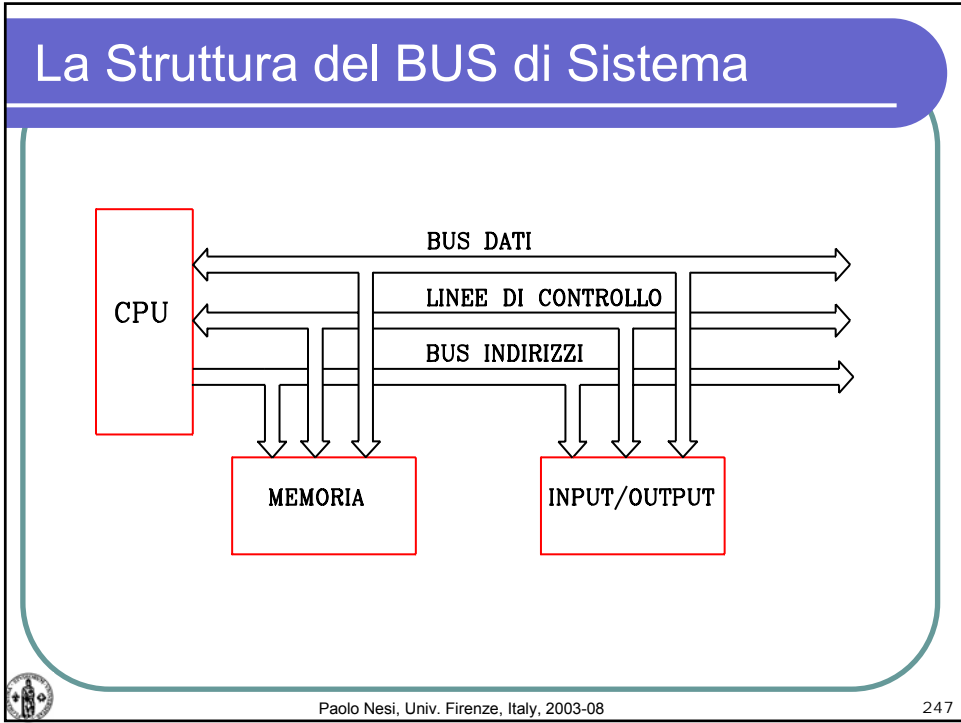 La Struttura del BUS di Sistema
BUS DATI
CPU
LINEE DI CONTROLLO
BUS INDIRIZZI
MEMORIA
INPUT/OUTPUT
Paolo Nesi, Univ. Firenze, Italy, 2003-08
247